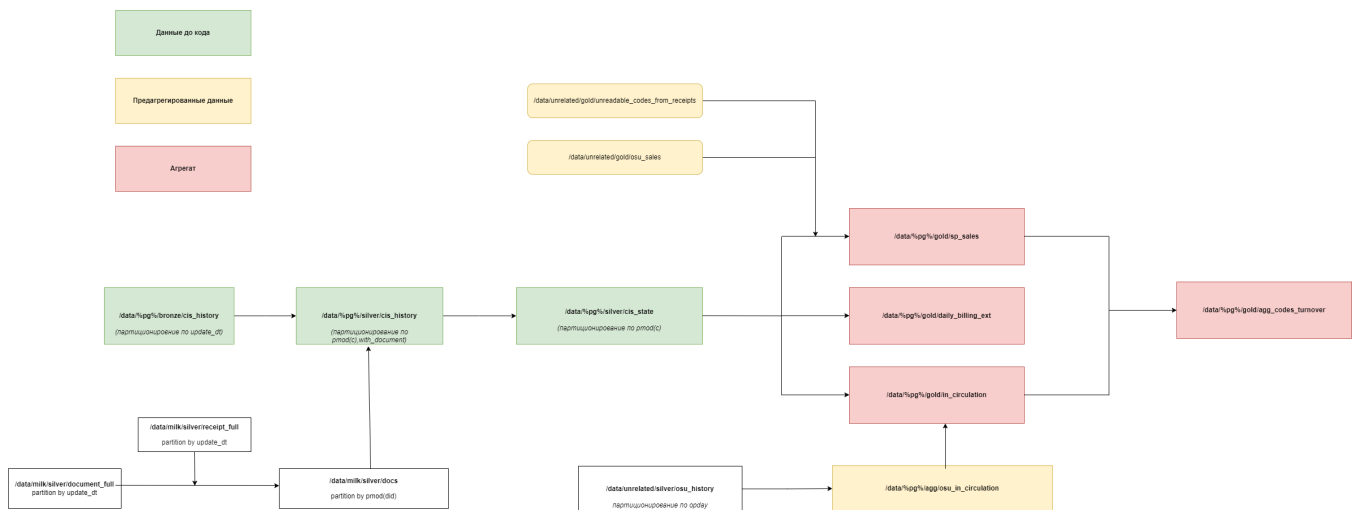 Данные до кода
Предагрегированные данные
Агрегат
/data/unrelated/gold/unreadable_codes_from_receipts
/data/unrelated/gold/osu_sales
/data/%pg%/gold/sp_sales
/data/%pg%/bronze/cis_history
(партиционироение по update_dt)
/data/%pg%/silver/cis_history
(партиционирование по
pmod(c),with_document)
/data/%pg%/silver/cis_state
(партиционирование по pmod(c))
/data/%pg%/gold/daily_billing_ext
/data/%pg%/gold/agg_codes_turnover
/data/%pg%/gold/in_circulation
/data/milk/silver/receipt_full
partition by update_dt
/data/milk/silver/document_full
partition by update_dt
/data/milk/silver/docs
partition by pmod(did)
/data/unrelated/silver/osu_history
партиционирование по opday
/data/%pg%/agg/osu_in_circulation